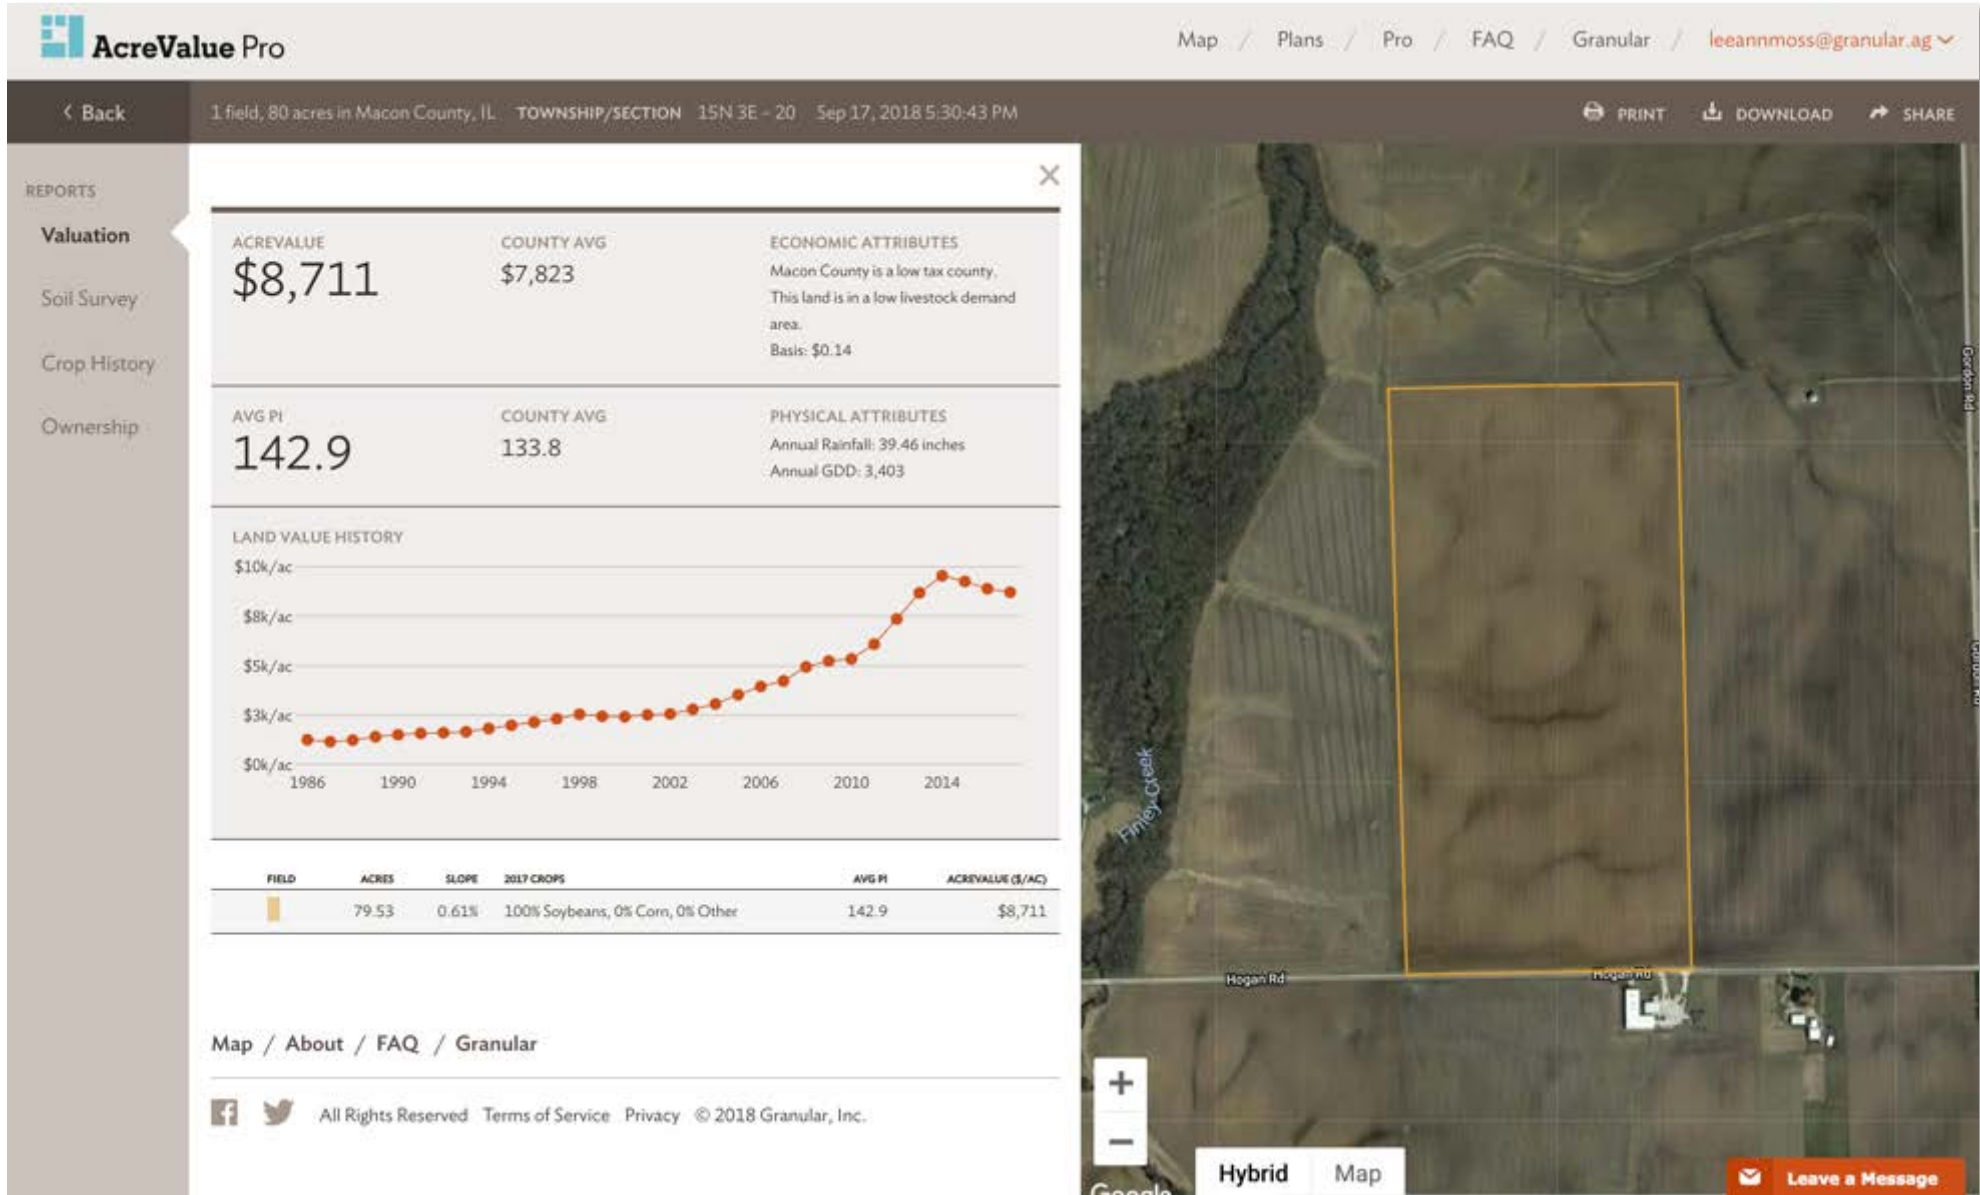 AcreValue Pro
Map / Plans / Pro / FAQ / Granular / leeannmoss@granular.ag
Back
1 field, 80 acres in Macon County, IL TOWNSHIP/SECTION 15N 3E - 20 Sep 17, 2018 5:30:43 PM
PRINT DOWNLOAD SHARE
REPORTS
Valuation
Soil Survey
Crop History
Ownership
ACREVALUE
$8,711
COUNTY AVG
$7,823
ECONOMIC ATTRIBUTES
Macon County is a low tax county.
This land is in a low livestock demand
area.
Basis: $0.14
AVG PI
142.9
COUNTY AVG
133.8
PHYSICAL ATTRIBUTES
Annual Rainfall: 39.46 inches
Annual GDD: 3,403
LAND VALUE HISTORY
$10k/ac
$8k/ac
$5k/ac
$3k/ac
$0k/ac
1986 1990 1994 1998 2002 2006 2010 2014
FIELD ACRES SLOPE 2017 CROPS AVG PI ACREVALUE ($/AC)
79.53 0.61% 100% Soybeans, 0% Corn, 0% Other 142.9 $8,711
Map / About / FAQ / Granular
All Rights Reserved Terms of Service Privacy © 2018 Granular, Inc.
Gordon Rd
Finley Creek
Hogan Rd
Hogan Rd
+
−
Hybrid Map
Google
Leave a Message